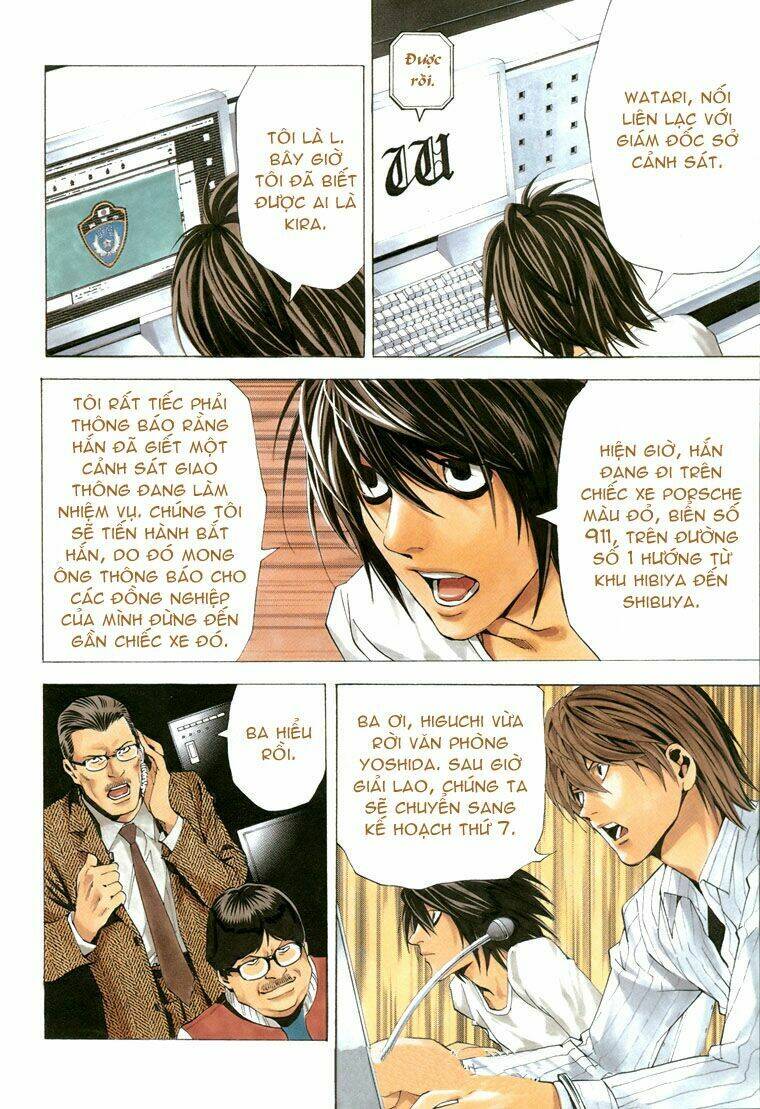 WATARI, NỐI
LIÊN LẠC VỚI
GIÁM ĐỐC SỞ
CẢNH SÁT.
Được
rồi.
W
TÔI LÀ L.
BÂY GIỜ
TÔI ĐÃ BIẾT
ĐƯỢC AI LÀ
KIRA.
HIỆN GIỜ, HẮN
ĐANG ĐI TRÊN
CHIẾC XE PORSCHE
MÀU ĐỎ, BIỂN SỐ
911, TRÊN ĐƯỜNG
SỐ 1 HƯỚNG TỪ
KHU HIBIYA ĐẾN
SHIBUYA.
TÔI RẤT TIẾC PHẢI
THÔNG BÁO RẰNG
HẮN ĐÃ GIẾT MỘT
CẢNH SÁT GIAO
THÔNG ĐANG LÀM
NHIỆM VỤ. CHÚNG TÔI
SẼ TIẾN HÀNH BẮT
HẮN, DO ĐÓ MONG
ÔNG THÔNG BÁO CHO
CÁC ĐỒNG NGHIỆP
CỦA MÌNH ĐỪNG ĐẾN
GẦN CHIẾC XE ĐÓ.
BA ƠI, HIGUCHI VỪA
RỜI VĂN PHÒNG
YOSHIDA. SAU GIỜ
GIẢI LAO, CHÚNG TA
SẼ CHUYỂN SANG
KẾ HOẠCH THỨ 7.
BA HIỂU
RỒI.